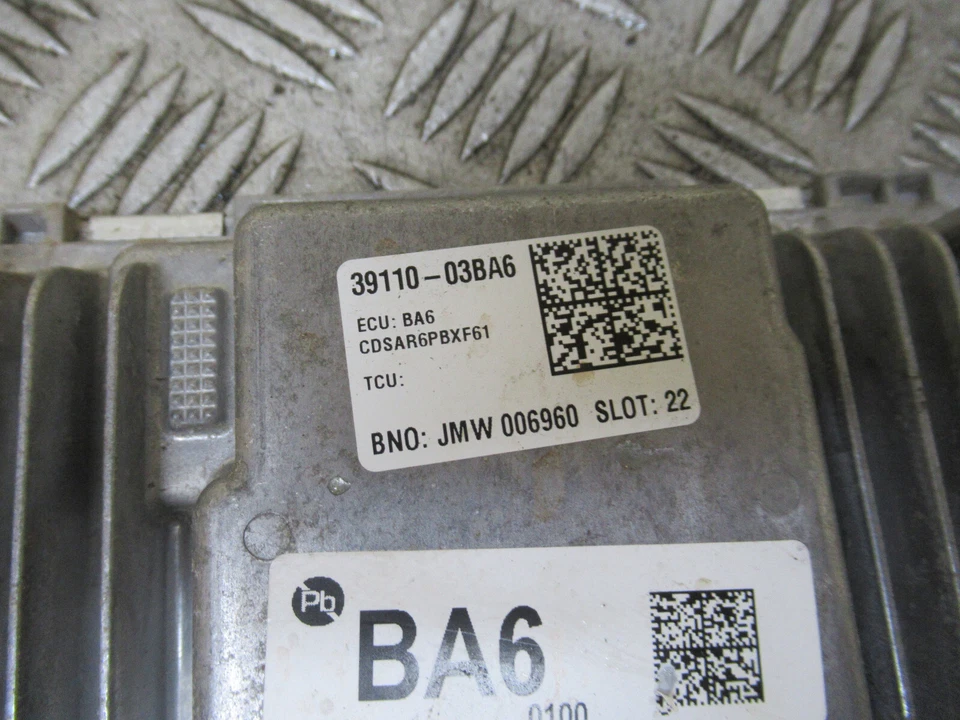 39110-03BA6
ECU: BA6
CDSAR6PBXF61
TCU:
BNO: JMW 006960 SLOT: 22
Pb
BA6
0100